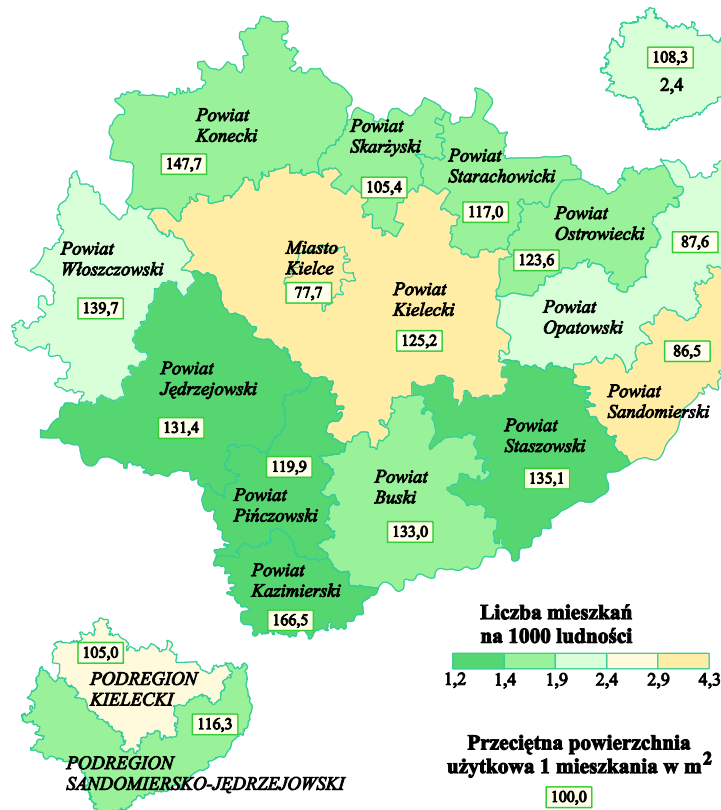 108,3
2,4
Powiat
Konecki
147,7
Powiat
Skarżyski
105,4
Powiat
Starachowicki
117,0
Powiat
Ostrowiecki
123,6
87,6
Powiat
Włoszczowski
139,7
Miasto
Kielce
77,7
Powiat
Kielecki
125,2
Powiat
Opatowski
86,5
Powiat
Sandomierski
Powiat
Jędrzejowski
131,4
119,9
Powiat
Pińczowski
Powiat
Buski
133,0
Powiat
Staszowski
135,1
Powiat
Kazimierski
166,5
105,0
PODREGION
KIELECKI
116,3
PODREGION
SANDOMIERSKO-JĘDRZEJOWSKI
Liczba mieszkań
na 1000 ludności
1,2 1,4 1,9 2,4 2,9 4,3
Przeciętna powierzchnia
użytkowa 1 mieszkania w m²
100,0